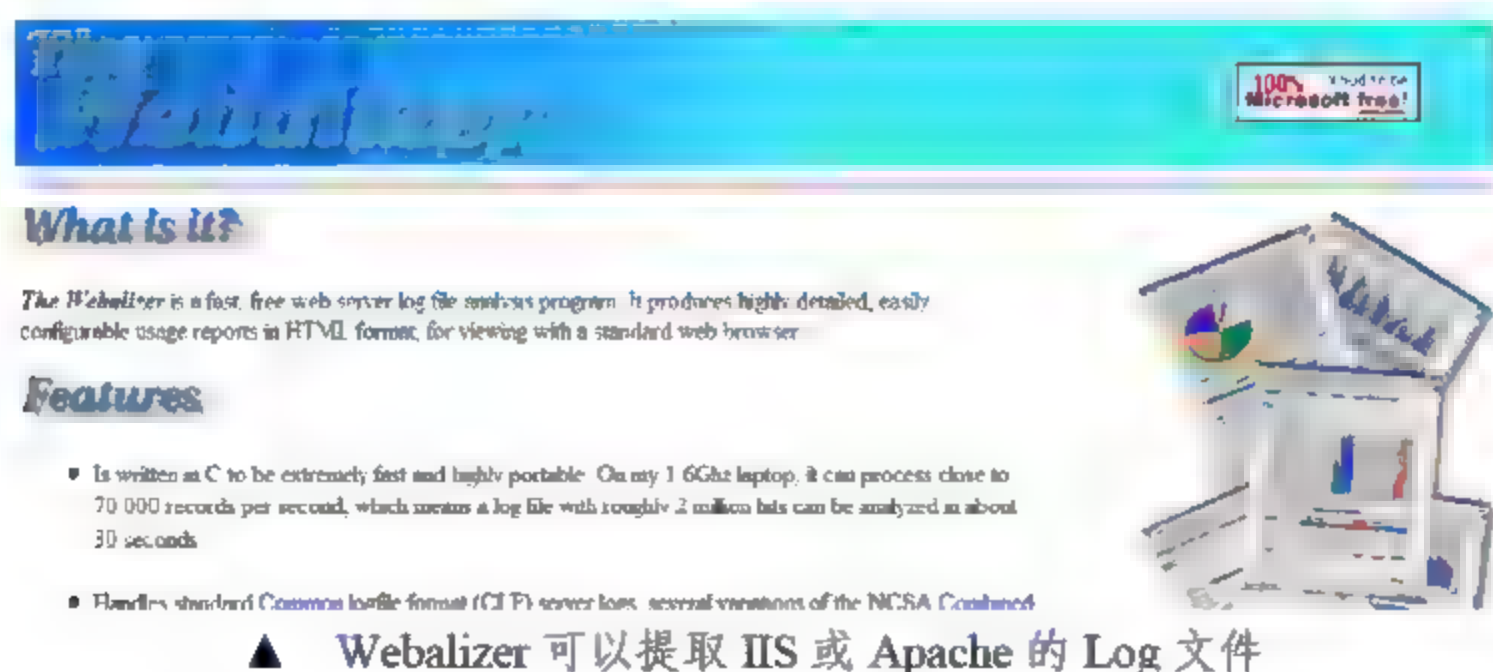 100%
Microsoft free!
What is it?
The Webalizer is a fast, free web server log file analysis program. It produces highly detailed, easily
configurable usage reports in HTML format, for viewing with a standard web browser
Features
Is written in C to be extremely fast and highly portable. On my 1.6Ghz laptop, it can process close to
70,000 records per second, which means a log file with roughly 2 million hits can be analyzed in about
30 seconds
Handles standard Common logfile format (CLF) server logs, several variations of the NCSA Combined
▲ Webalizer 可以提取 IIS 或 Apache 的 Log 文件